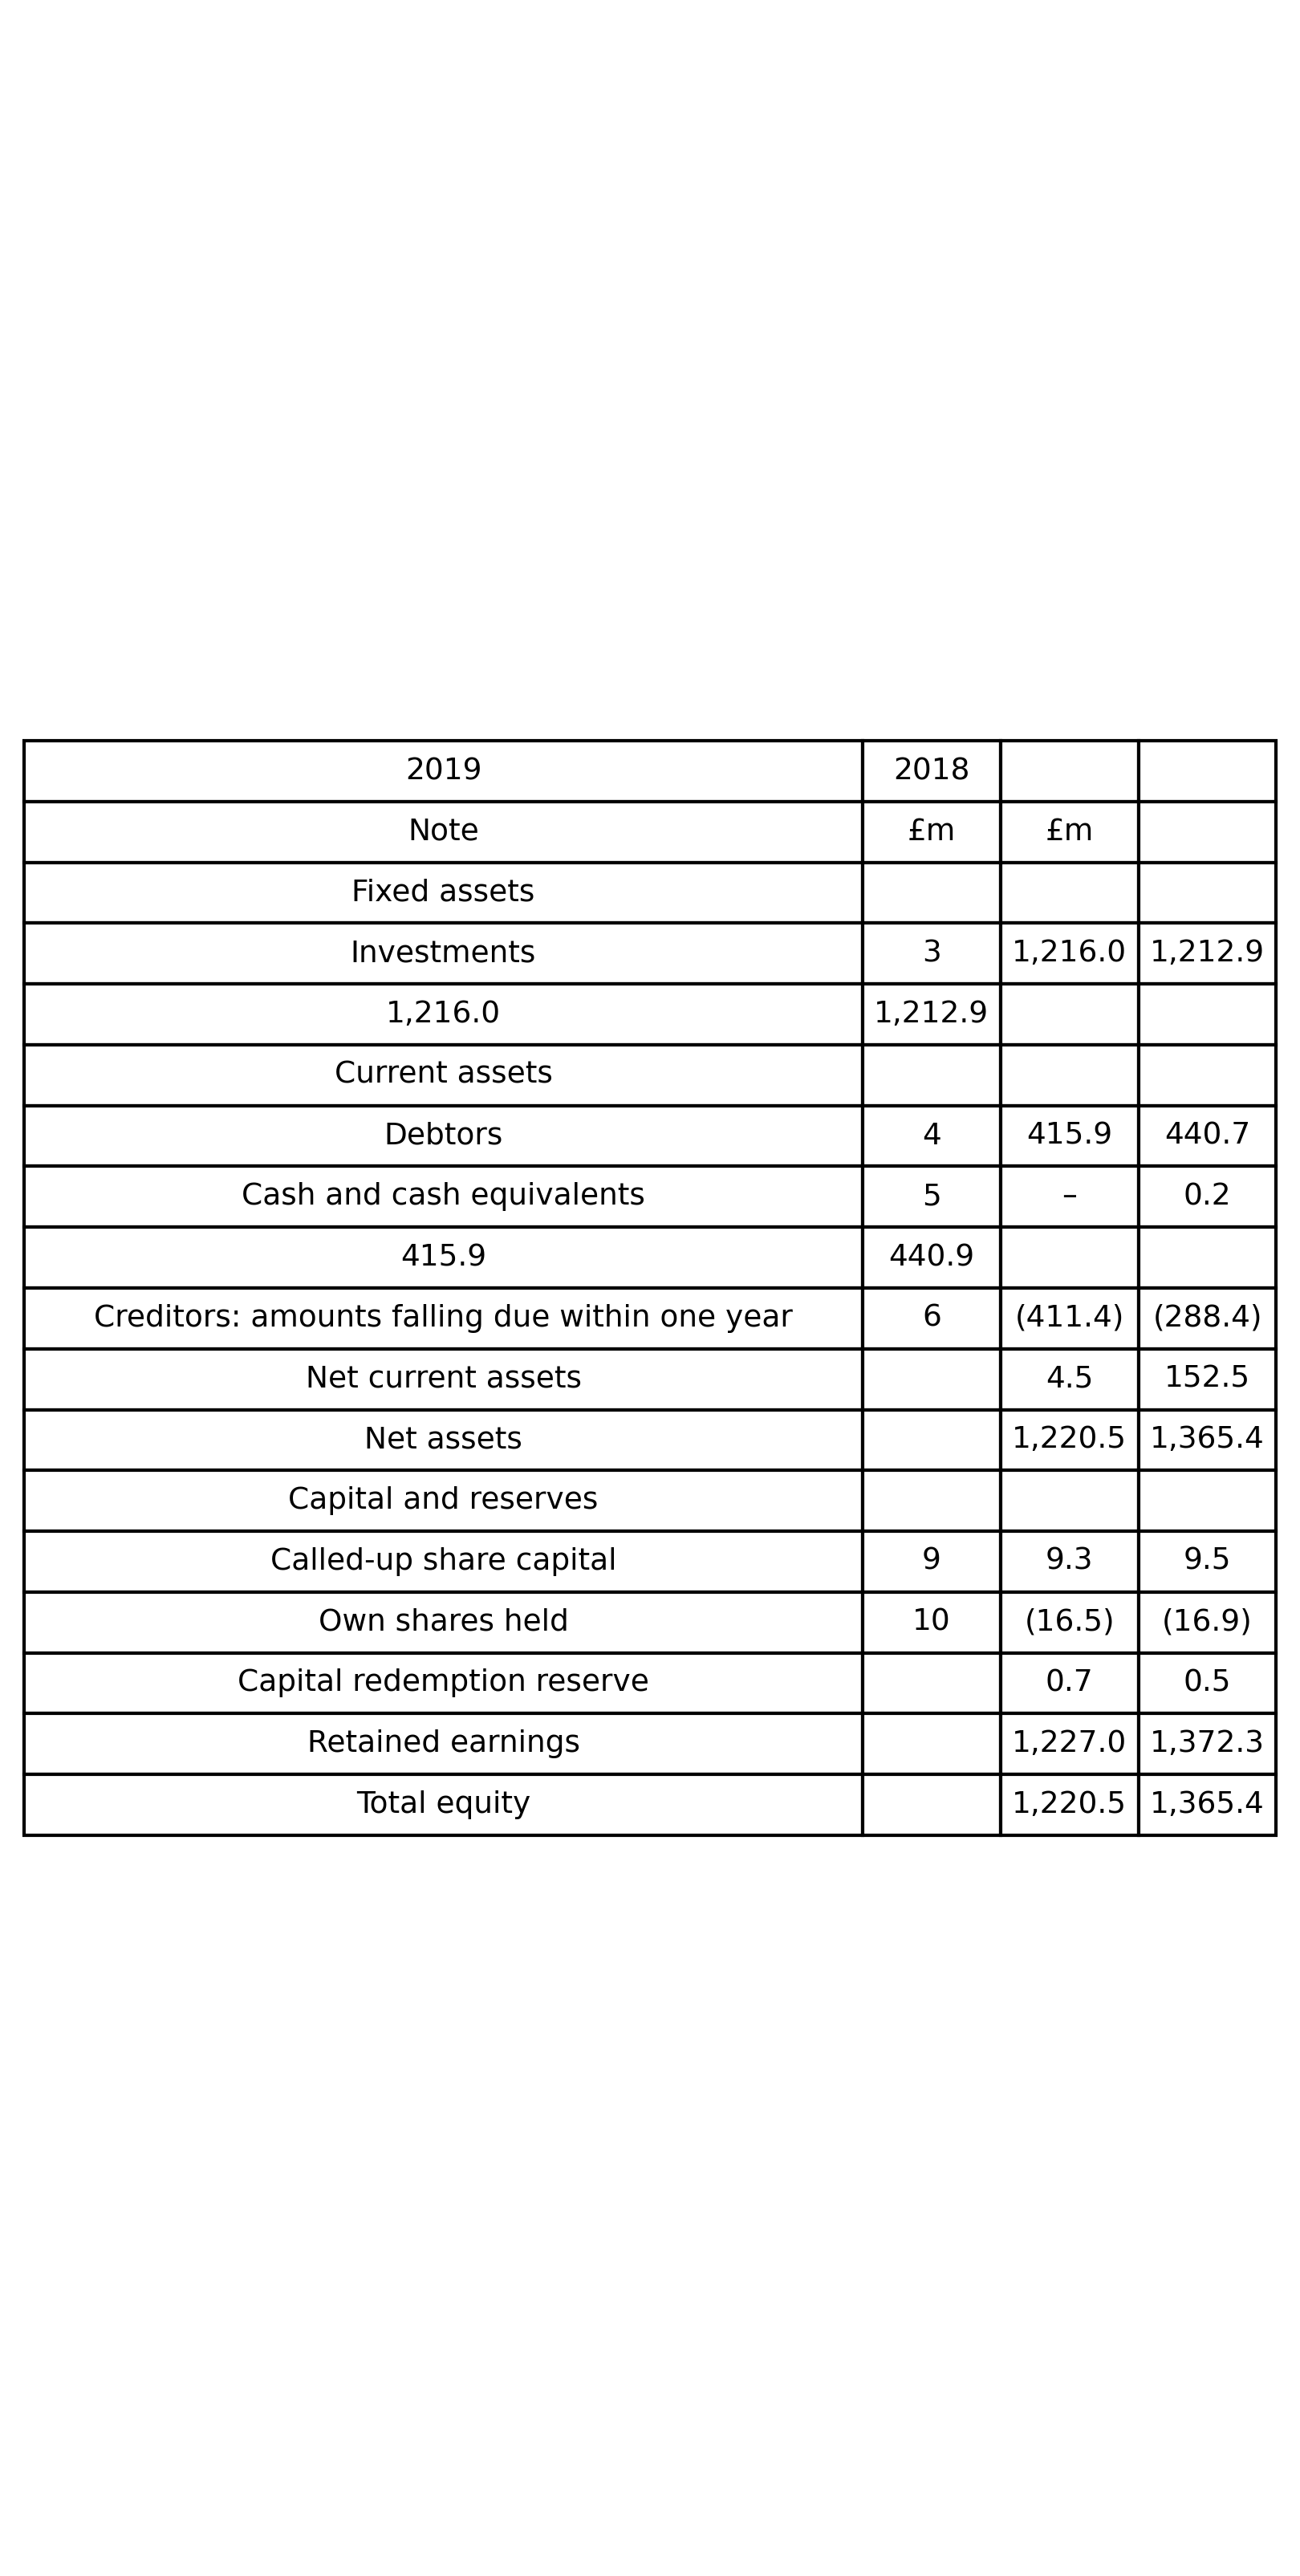 2019 2018
Note £m £m
Fixed assets
Investments 3 1,216.0 1,212.9
1,216.0 1,212.9
Current assets
Debtors 4 415.9 440.7
Cash and cash equivalents 5 – 0.2
415.9 440.9
Creditors: amounts falling due within one year 6 (411.4) (288.4)
Net current assets 4.5 152.5
Net assets 1,220.5 1,365.4
Capital and reserves
Called-up share capital 9 9.3 9.5
Own shares held 10 (16.5) (16.9)
Capital redemption reserve 0.7 0.5
Retained earnings 1,227.0 1,372.3
Total equity 1,220.5 1,365.4